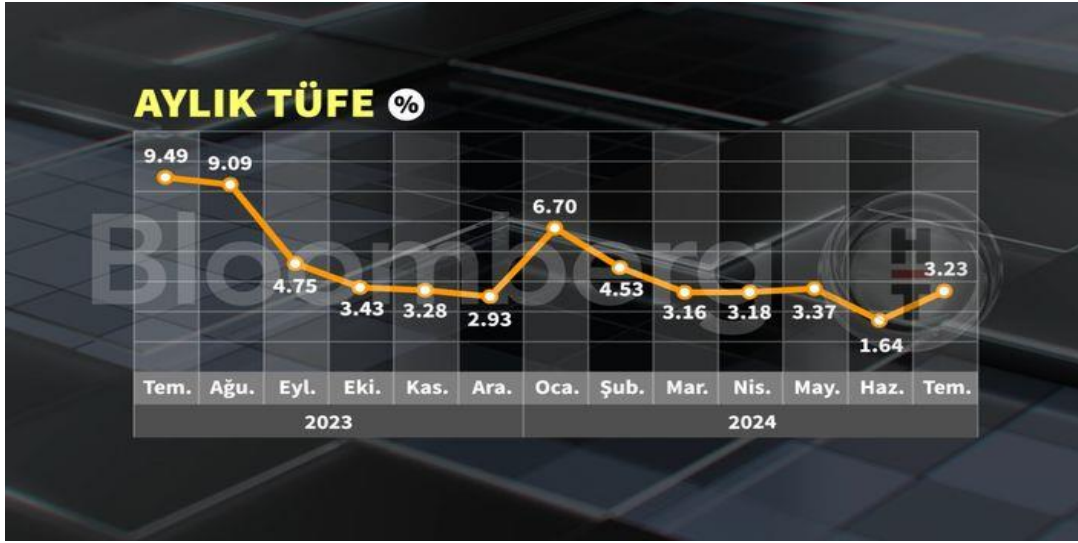 AYLIK TÜFE %
9.49 9.09 4.75 3.43 3.28 2.93 6.70 4.53 3.16 3.18 3.37 1.64 3.23
Bloomberg HT
Tem. Ağu. Eyl. Eki. Kas. Ara. Oca. Şub. Mar. Nis. May. Haz. Tem.
2023 2024